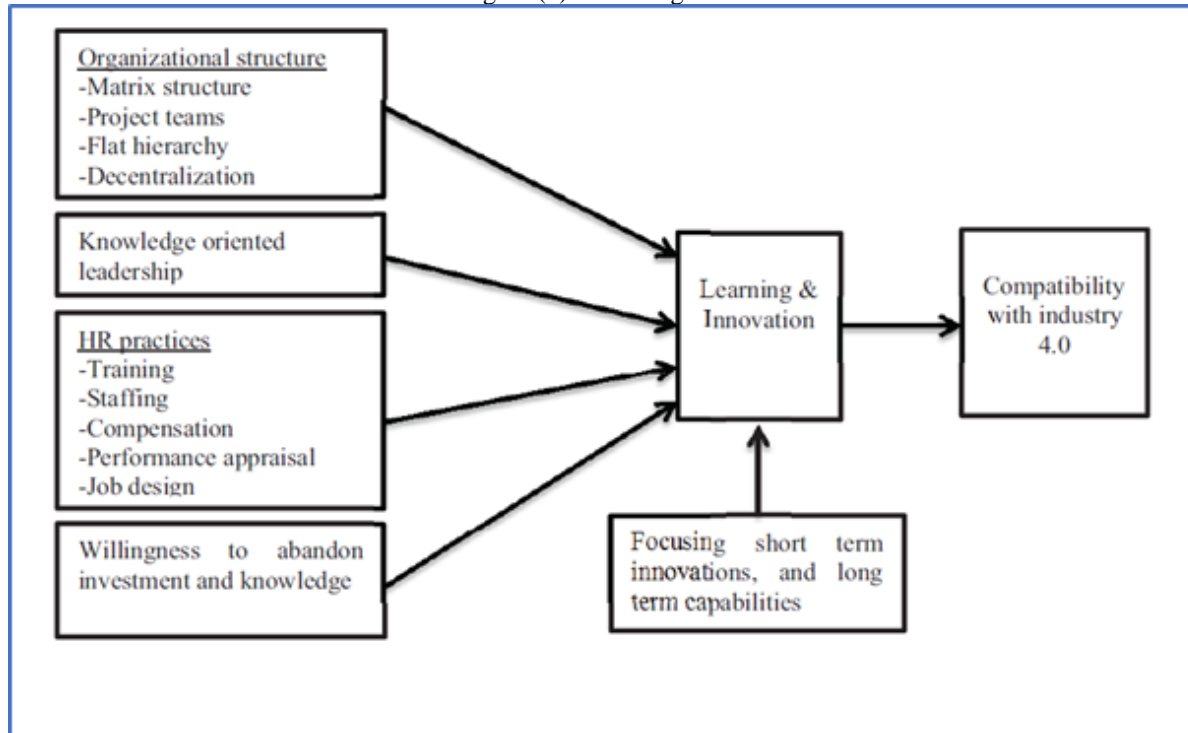 Organizational structure
-Matrix structure
-Project teams
-Flat hierarchy
-Decentralization
Knowledge oriented
leadership
HR practices
-Training
-Staffing
-Compensation
-Performance appraisal
-Job design
Willingness to abandon
investment and knowledge
Learning &
Innovation
Compatibility
with industry
4.0
Focusing short term
innovations, and long
term capabilities